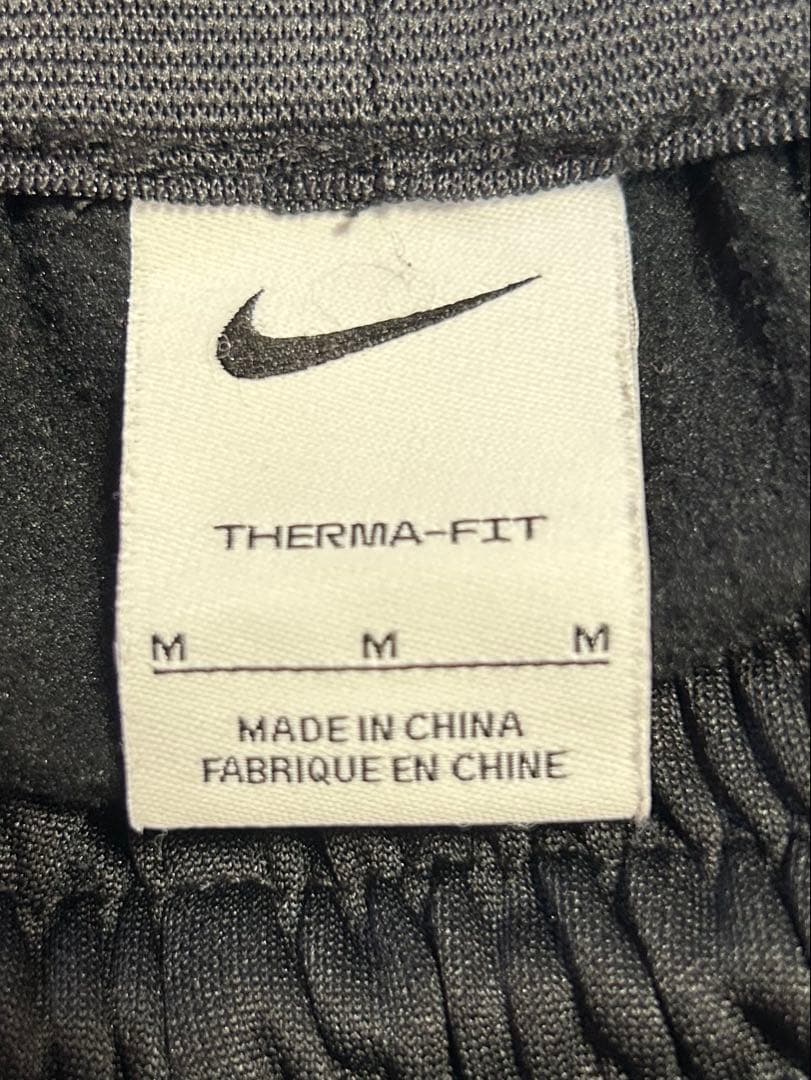 THERMA-FIT
M M M
MADE IN CHINA
FABRIQUE EN CHINE